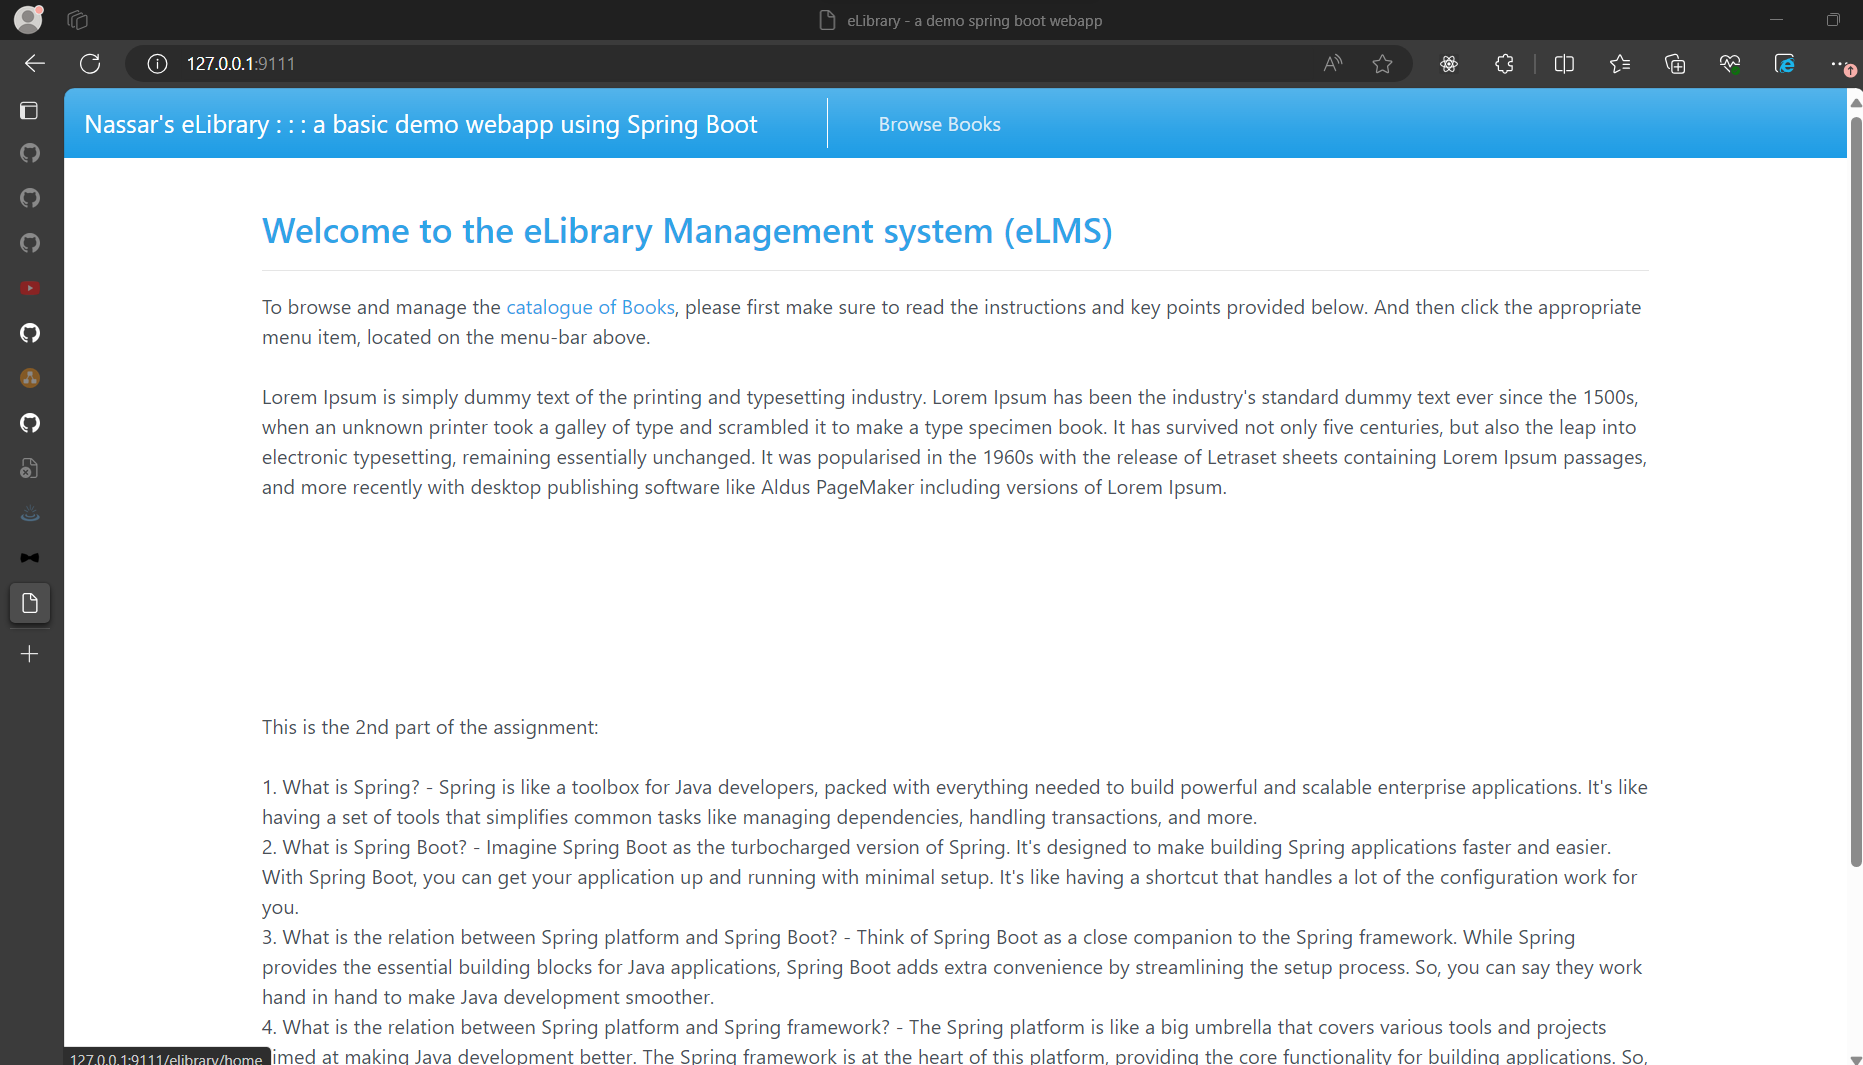 eLibrary - a demo spring boot webapp
127.0.0.1:9111
Nassar's eLibrary : : : a basic demo webapp using Spring Boot
Browse Books
Welcome to the eLibrary Management system (eLMS)
To browse and manage the catalogue of Books, please first make sure to read the instructions and key points provided below. And then click the appropriate
menu item, located on the menu-bar above.
Lorem Ipsum is simply dummy text of the printing and typesetting industry. Lorem Ipsum has been the industry's standard dummy text ever since the 1500s,
when an unknown printer took a galley of type and scrambled it to make a type specimen book. It has survived not only five centuries, but also the leap into
electronic typesetting, remaining essentially unchanged. It was popularised in the 1960s with the release of Letraset sheets containing Lorem Ipsum passages,
and more recently with desktop publishing software like Aldus PageMaker including versions of Lorem Ipsum.
This is the 2nd part of the assignment:
1. What is Spring? - Spring is like a toolbox for Java developers, packed with everything needed to build powerful and scalable enterprise applications. It's like
having a set of tools that simplifies common tasks like managing dependencies, handling transactions, and more.
2. What is Spring Boot? - Imagine Spring Boot as the turbocharged version of Spring. It's designed to make building Spring applications faster and easier.
With Spring Boot, you can get your application up and running with minimal setup. It's like having a shortcut that handles a lot of the configuration work for
you.
3. What is the relation between Spring platform and Spring Boot? - Think of Spring Boot as a close companion to the Spring framework. While Spring
provides the essential building blocks for Java applications, Spring Boot adds extra convenience by streamlining the setup process. So, you can say they work
hand in hand to make Java development smoother.
4. What is the relation between Spring platform and Spring framework? - The Spring platform is like a big umbrella that covers various tools and projects
imed at making Java development better. The Spring framework is at the heart of this platform, providing the core functionality for building applications. So,
127.0.0.1:9111/elibrary/home